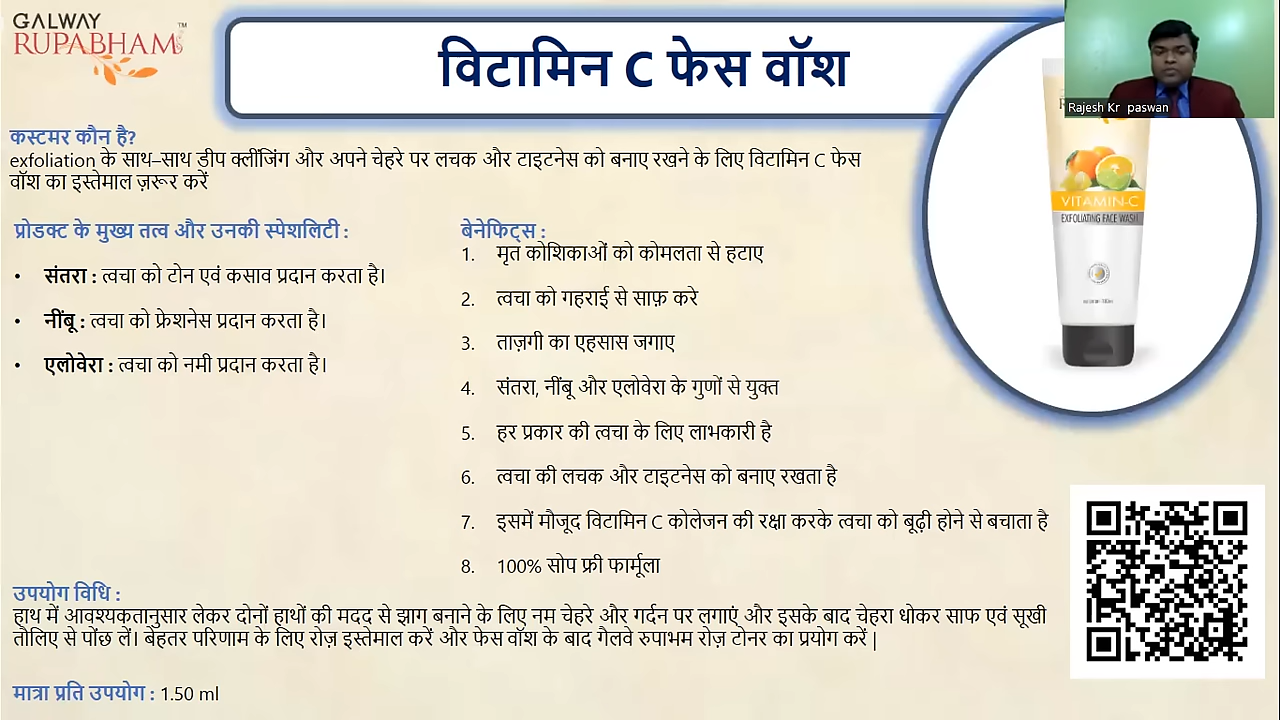 GALWAY
RUPABHAM™
विटामिन C फेस वॉश
Rajesh Kr paswan
कस्टमर कौन है?
exfoliation के साथ–साथ डीप क्लींजिंग और अपने चेहरे पर लचक और टाइटनेस को बनाए रखने के लिए विटामिन C फेस
वॉश का इस्तेमाल ज़रूर करें
VITAMIN-C
EXFOLIATING FACE WASH
प्रोडक्ट के मुख्य तत्व और उनकी स्पेशलिटी :
• संतरा : त्वचा को टोन एवं कसाव प्रदान करता है।
• नींबू : त्वचा को फ्रेशनेस प्रदान करता है।
• एलोवेरा : त्वचा को नमी प्रदान करता है।
बेनेफिट्स :
1. मृत कोशिकाओं को कोमलता से हटाए
2. त्वचा को गहराई से साफ़ करे
3. ताज़गी का एहसास जगाए
4. संतरा, नींबू और एलोवेरा के गुणों से युक्त
5. हर प्रकार की त्वचा के लिए लाभकारी है
6. त्वचा की लचक और टाइटनेस को बनाए रखता है
7. इसमें मौजूद विटामिन C कोलेजन की रक्षा करके त्वचा को बूढ़ी होने से बचाता है
8. 100% सोप फ्री फार्मूला
उपयोग विधि :
हाथ में आवश्यकतानुसार लेकर दोनों हाथों की मदद से झाग बनाने के लिए नम चेहरे और गर्दन पर लगाएं और इसके बाद चेहरा धोकर साफ एवं सूखी
तौलिए से पोंछ लें। बेहतर परिणाम के लिए रोज़ इस्तेमाल करें और फेस वॉश के बाद गैलवे रुपाभम रोज़ टोनर का प्रयोग करें |
मात्रा प्रति उपयोग : 1.50 ml